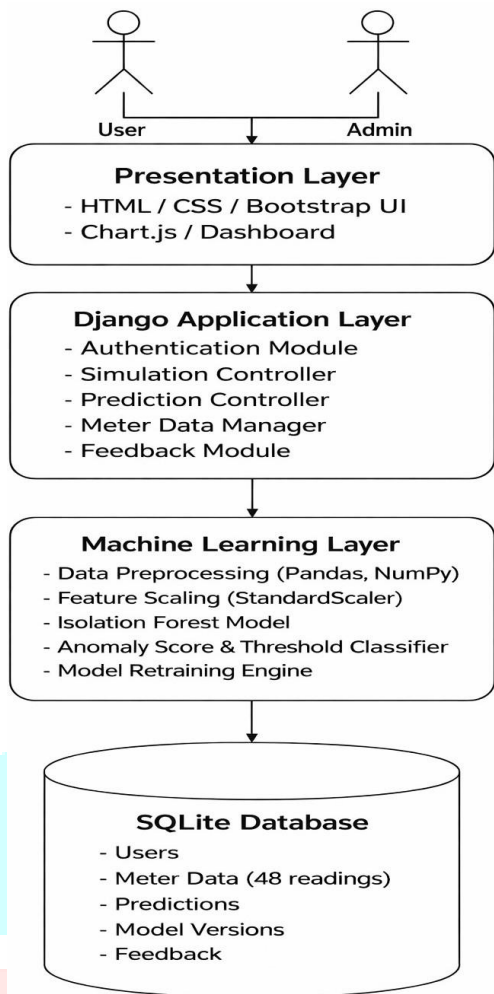 User
Admin
Presentation Layer
- HTML / CSS / Bootstrap UI
- Chart.js / Dashboard
Django Application Layer
- Authentication Module
- Simulation Controller
- Prediction Controller
- Meter Data Manager
- Feedback Module
Machine Learning Layer
- Data Preprocessing (Pandas, NumPy)
- Feature Scaling (StandardScaler)
- Isolation Forest Model
- Anomaly Score & Threshold Classifier
- Model Retraining Engine
SQLite Database
- Users
- Meter Data (48 readings)
- Predictions
- Model Versions
- Feedback